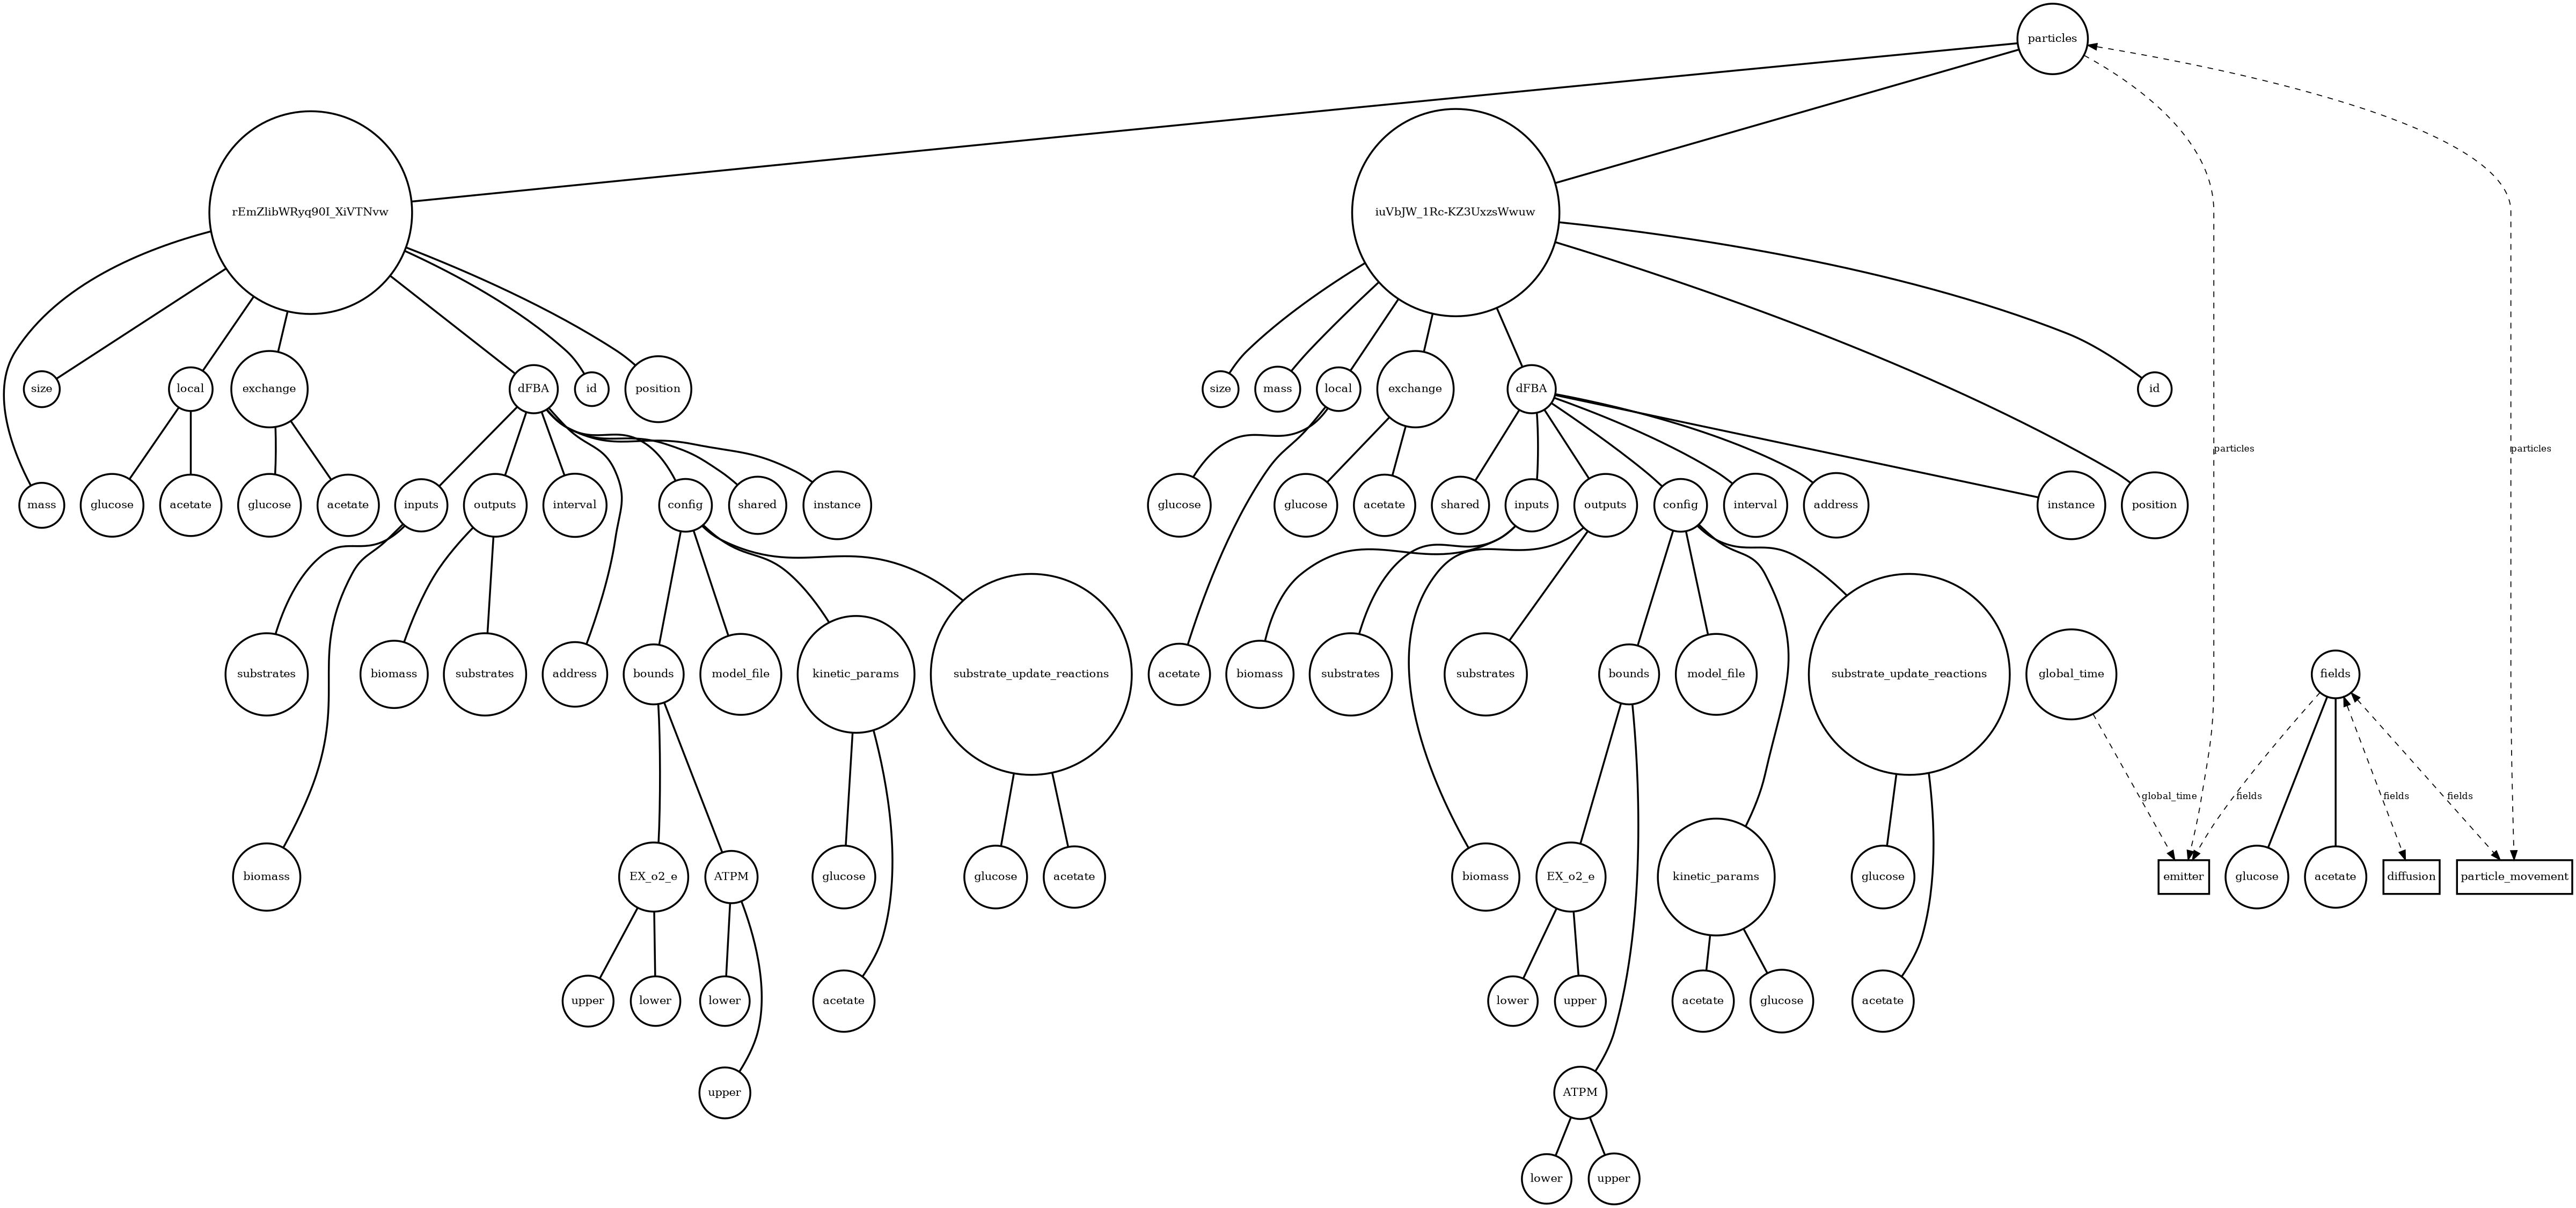 particles
rEmZlibWRyq90I_XiVTNvw
iuVbJW_1Rc-KZ3UxzsWwuw
size
local
exchange
dFBA
id
position
size
mass
local
exchange
dFBA
id
particles
particles
mass
glucose
acetate
glucose
acetate
inputs
outputs
interval
config
shared
instance
glucose
glucose
acetate
shared
inputs
outputs
config
interval
address
instance
position
substrates
biomass
substrates
address
bounds
model_file
kinetic_params
substrate_update_reactions
acetate
biomass
substrates
substrates
bounds
model_file
substrate_update_reactions
global_time
fields
global_time
fields
fields
fields
biomass
EX_o2_e
ATPM
glucose
glucose
acetate
biomass
EX_o2_e
kinetic_params
glucose
emitter
glucose
acetate
diffusion
particle_movement
upper
lower
lower
acetate
lower
upper
acetate
glucose
acetate
upper
ATPM
lower
upper